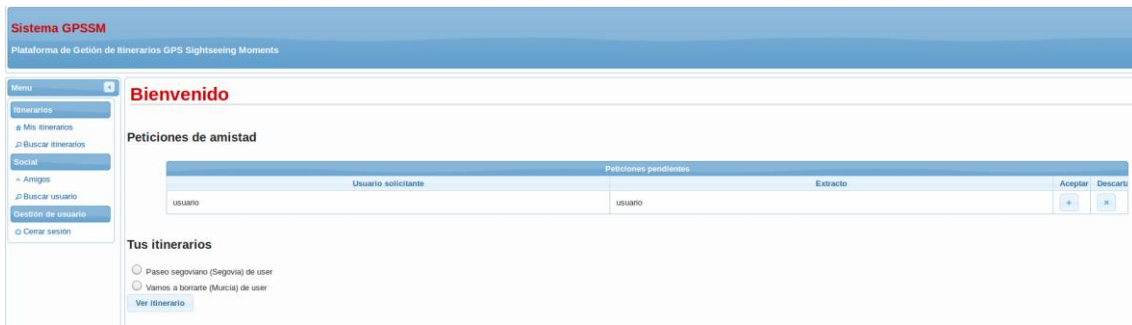 Sistema GPSSM
Plataforma de Getión de Itinerarios GPS Sightseeing Moments
Menu
Itinerarios
Mis itinerarios
Buscar itinerarios
Social
Amigos
Buscar usuario
Gestión de usuario
Cerrar sesión
Bienvenido
Peticiones de amistad
Peticiones pendientes
Usuario solicitante Extracto Aceptar Descarta
usuario usuario
Tus itinerarios
Paseo segoviano (Segovia) de user
Vamos a borrarte (Murcia) de user
Ver itinerario